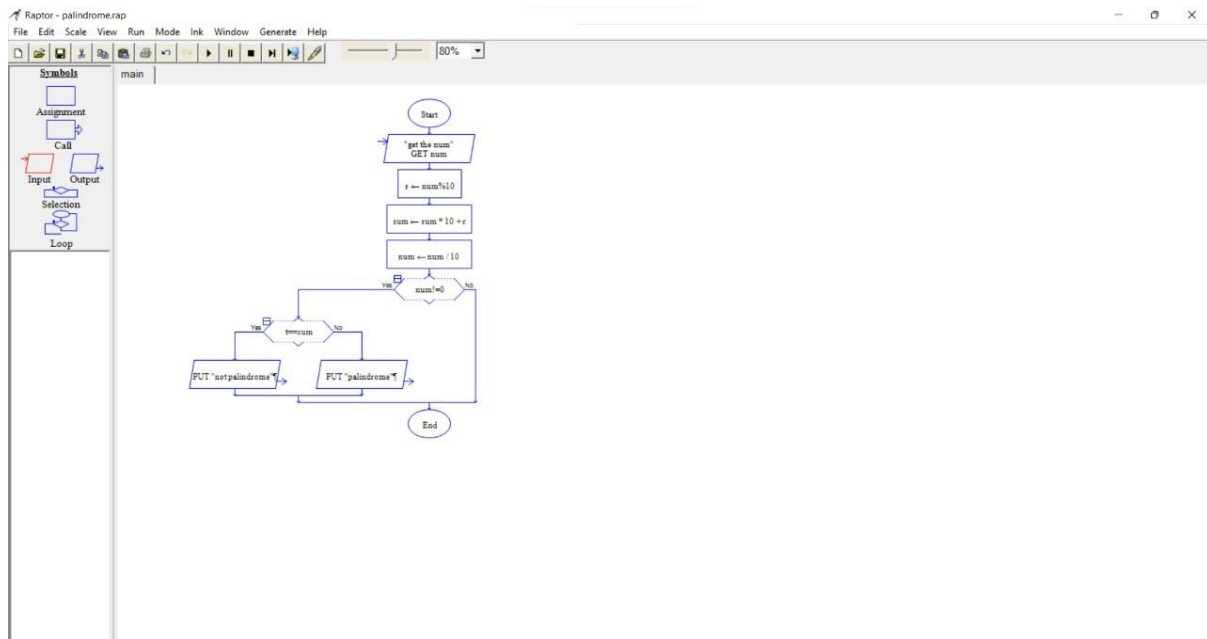 Raptor - palindrome.rap
File Edit Scale View Run Mode Ink Window Generate Help
80%
Symbols
main
Assignment
Call
Input Output
Selection
Loop
Start
"get the num"
GET num
r ← num%10
sum ← sum * 10 +r
num ← num / 10
Yes num!=0 No
Yes t==sum No
PUT "not palindrome"¶ PUT "palindrome"¶
End